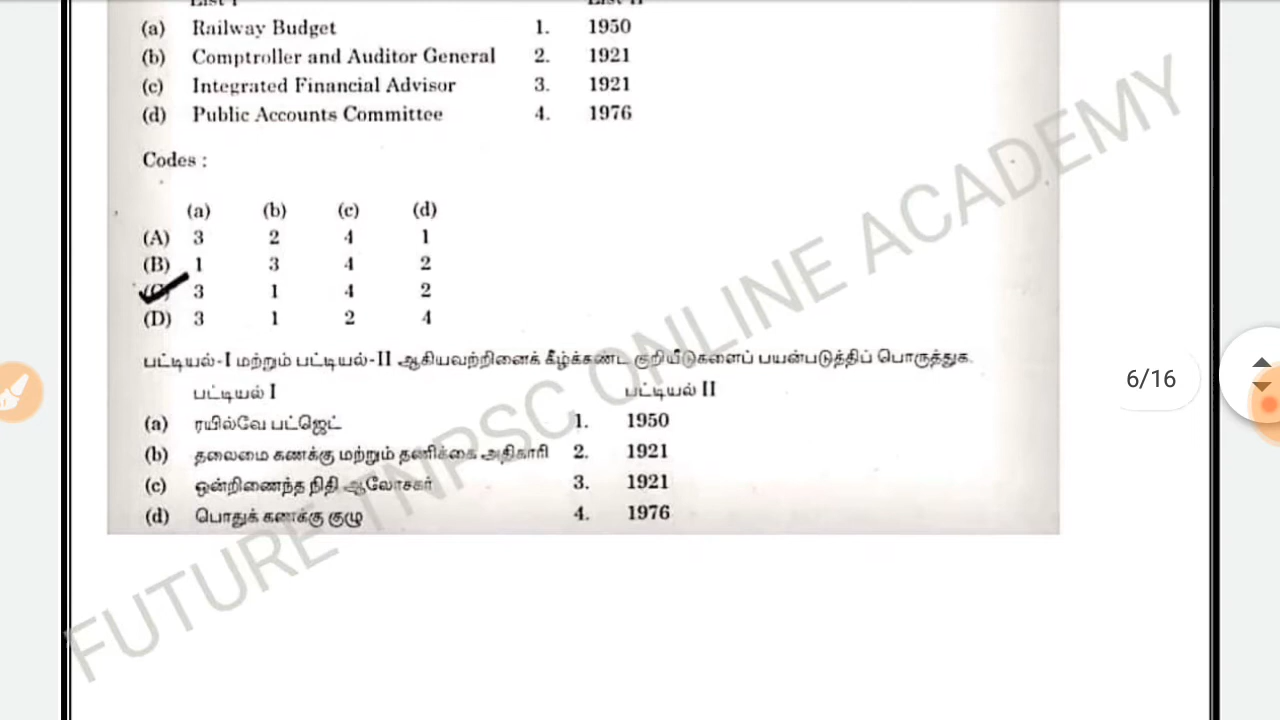 List I List II
(a) Railway Budget 1. 1950
(b) Comptroller and Auditor General 2. 1921
(c) Integrated Financial Advisor 3. 1921
(d) Public Accounts Committee 4. 1976
Codes :
(a) (b) (c) (d)
(A) 3 2 4 1
(B) 1 3 4 2
(C) 3 1 4 2
(D) 3 1 2 4
பட்டியல்-I மற்றும் பட்டியல்-II ஆகியவற்றினைக் கீழ்க்கண்ட குறியீடுகளைப் பயன்படுத்திப் பொருத்துக.
பட்டியல் I பட்டியல் II
(a) ரயில்வே பட்ஜெட் 1. 1950
(b) தலைமை கணக்கு மற்றும் தணிக்கை அதிகாரி 2. 1921
(c) ஒன்றிணைந்த நிதி ஆலோசகர் 3. 1921
(d) பொதுக் கணக்கு குழு 4. 1976
6/16
FUTURE TNPSC ONLINE ACADEMY